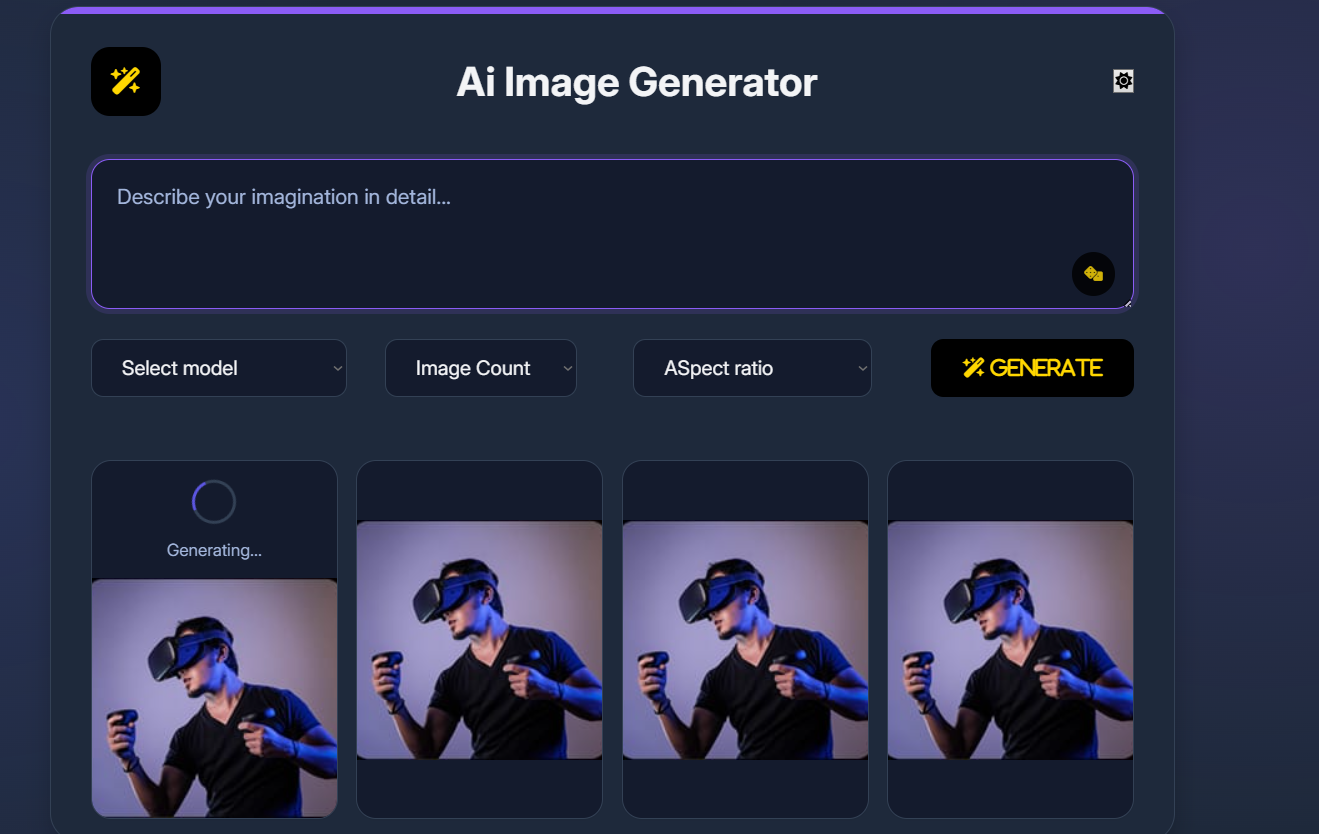 Ai Image Generator
Describe your imagination in detail...
Select model
Image Count
ASpect ratio
GENERATE
Generating...